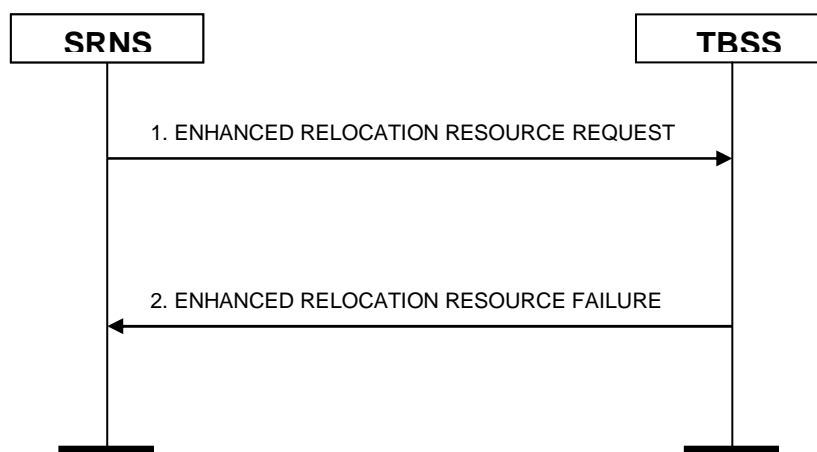 SRNS
TBSS
1. ENHANCED RELOCATION RESOURCE REQUEST
2. ENHANCED RELOCATION RESOURCE FAILURE